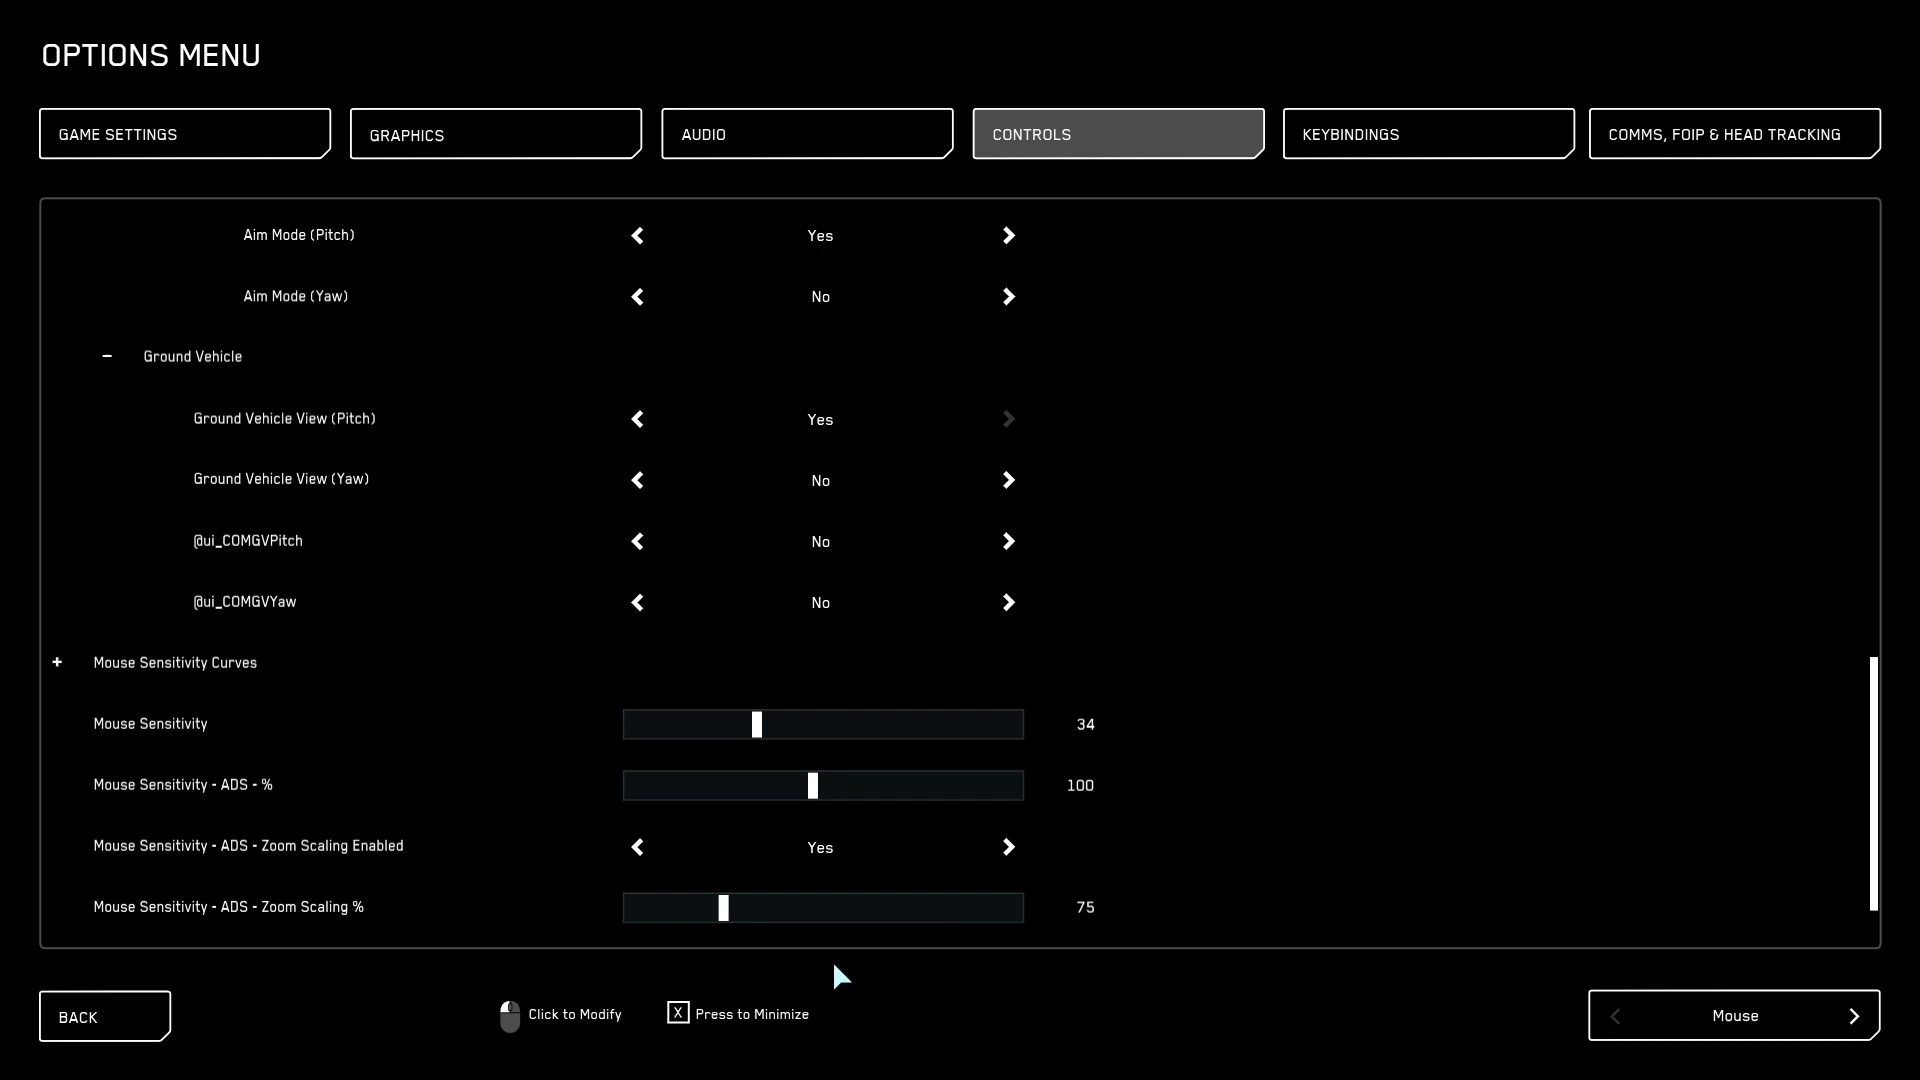 OPTIONS MENU
GAME SETTINGS
GRAPHICS
AUDIO
CONTROLS
KEYBINDINGS
COMMS, FOIP & HEAD TRACKING
Aim Mode (Pitch) Yes
Aim Mode (Yaw) No
- Ground Vehicle
Ground Vehicle View (Pitch) Yes
Ground Vehicle View (Yaw) No
@ui_COMGVPitch No
@ui_COMGVYaw No
+ Mouse Sensitivity Curves
Mouse Sensitivity 34
Mouse Sensitivity - ADS - % 100
Mouse Sensitivity - ADS - Zoom Scaling Enabled Yes
Mouse Sensitivity - ADS - Zoom Scaling % 75
BACK
Click to Modify
X Press to Minimize
Mouse